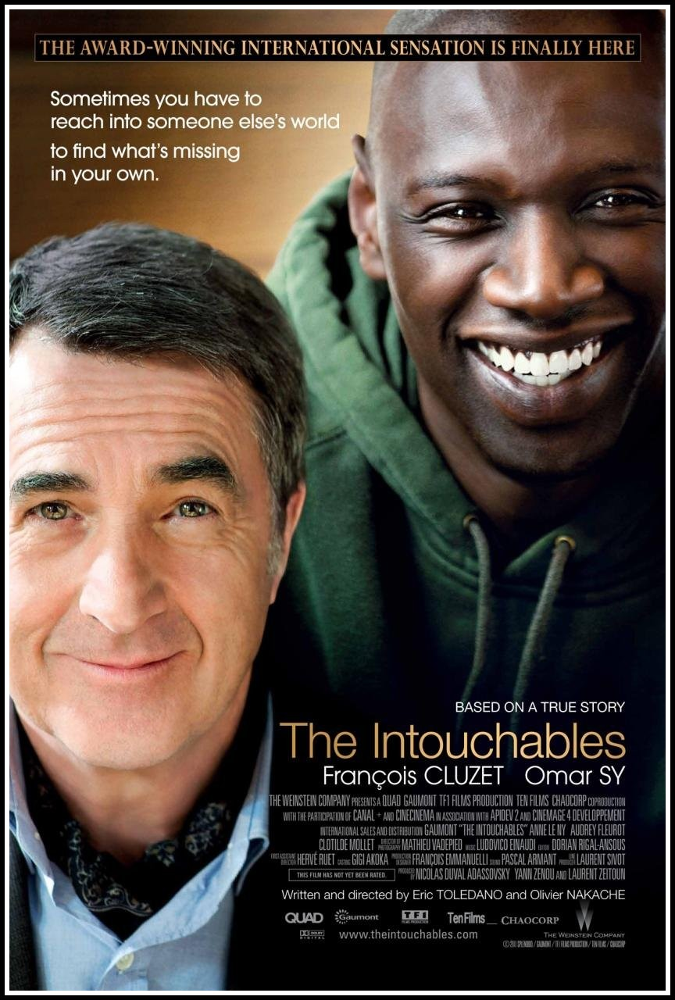 THE AWARD-WINNING INTERNATIONAL SENSATION IS FINALLY HERE
Sometimes you have to
reach into someone else's world
to find what's missing
in your own.
BASED ON A TRUE STORY
The Intouchables
François CLUZET Omar SY
THE WEINSTEIN COMPANY PRESENTS A QUAD GAUMONT TF1 FILMS PRODUCTION TEN FILMS CHAOCORP COPRODUCTION
WITH THE PARTICIPATION OF CANAL + AND CINECINEMA IN ASSOCIATION WITH APIDEV 2 AND CINEMAGE 4 DEVELOPPEMENT
INTERNATIONAL SALES AND DISTRIBUTION GAUMONT "THE INTOUCHABLES" ANNE LE NY AUDREY FLEUROT
CLOTILDE MOLLET DIRECTOR OF PHOTOGRAPHY MATHIEU VADEPIED MUSIC LUDOVICO EINAUDI EDITOR DORIAN RIGAL-ANSOUS
FIRST ASSISTANT DIRECTOR HERVÉ RUET CASTING GIGI AKOKA PRODUCTION DESIGNER FRANÇOIS EMMANUELLI SOUND PASCAL ARMANT LINE PRODUCER LAURENT SIVOT
THIS FILM HAS NOT YET BEEN RATED. PRODUCED BY NICOLAS DUVAL ADASSOVSKY YANN ZENOU AND LAURENT ZEITOUN
Written and directed by Eric TOLEDANO and Olivier NAKACHE
QUAD Gaumont TF1 FILMS PRODUCTION TenFilms CHAOCORP
DOLBY DIGITAL www.theintouchables.com THE WEINSTEIN COMPANY
© 2011 SPLENDIDO / GAUMONT / TF1 FILMS PRODUCTION / TEN FILMS / CHAOCORP